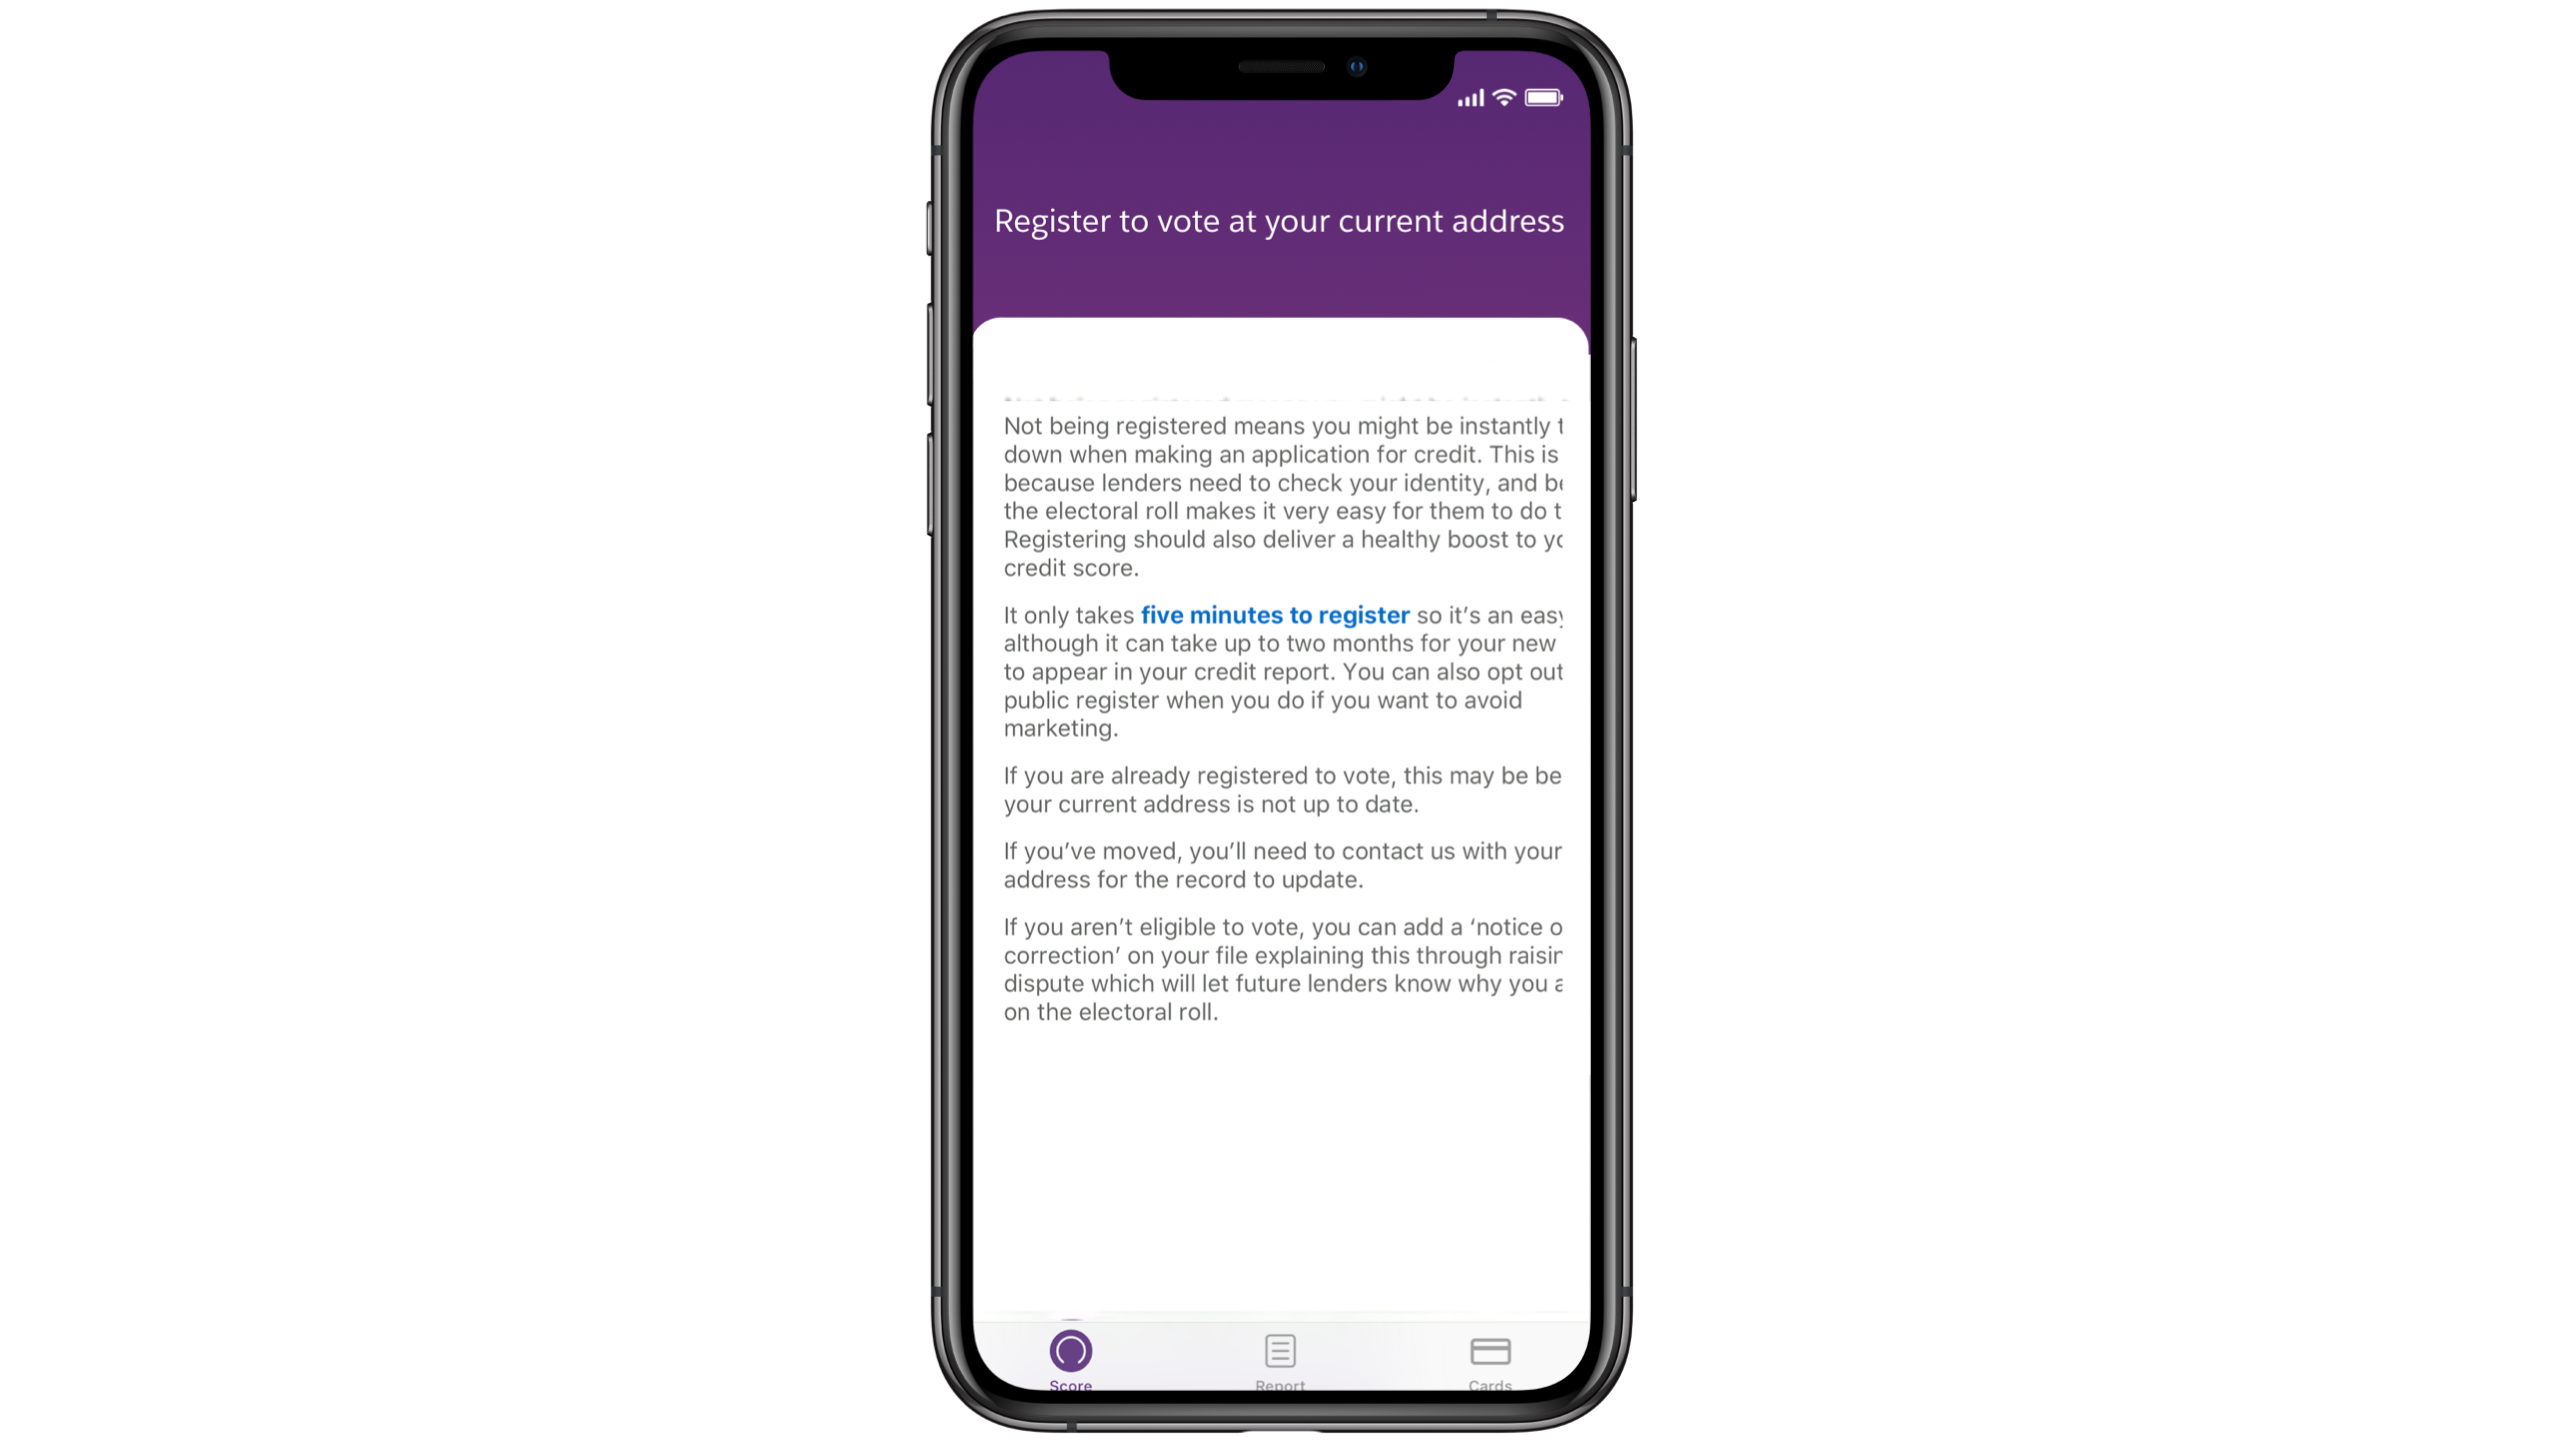 Register to vote at your current address
Not being registered means you might be instantly t
down when making an application for credit. This is
because lenders need to check your identity, and be
the electoral roll makes it very easy for them to do t
Registering should also deliver a healthy boost to yo
credit score.
It only takes five minutes to register so it’s an easy
although it can take up to two months for your new
to appear in your credit report. You can also opt out
public register when you do if you want to avoid
marketing.
If you are already registered to vote, this may be be
your current address is not up to date.
If you’ve moved, you’ll need to contact us with your
address for the record to update.
If you aren’t eligible to vote, you can add a ‘notice o
correction’ on your file explaining this through raisin
dispute which will let future lenders know why you a
on the electoral roll.
Score
Report
Cards